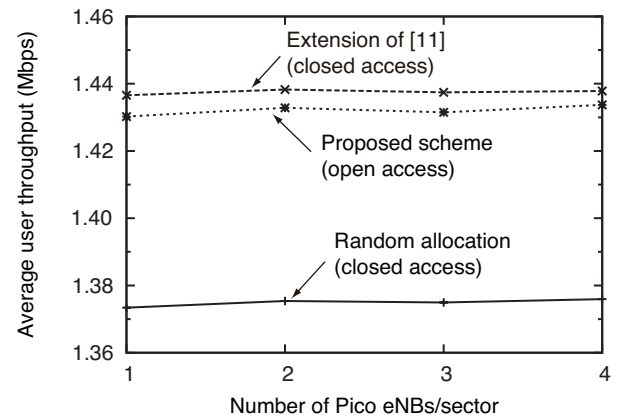 Average user throughput (Mbps)
1.46
1.44
1.42
1.40
1.38
1.36
Extension of [11]
(closed access)
Proposed scheme
(open access)
Random allocation
(closed access)
1
2
3
4
Number of Pico eNBs/sector